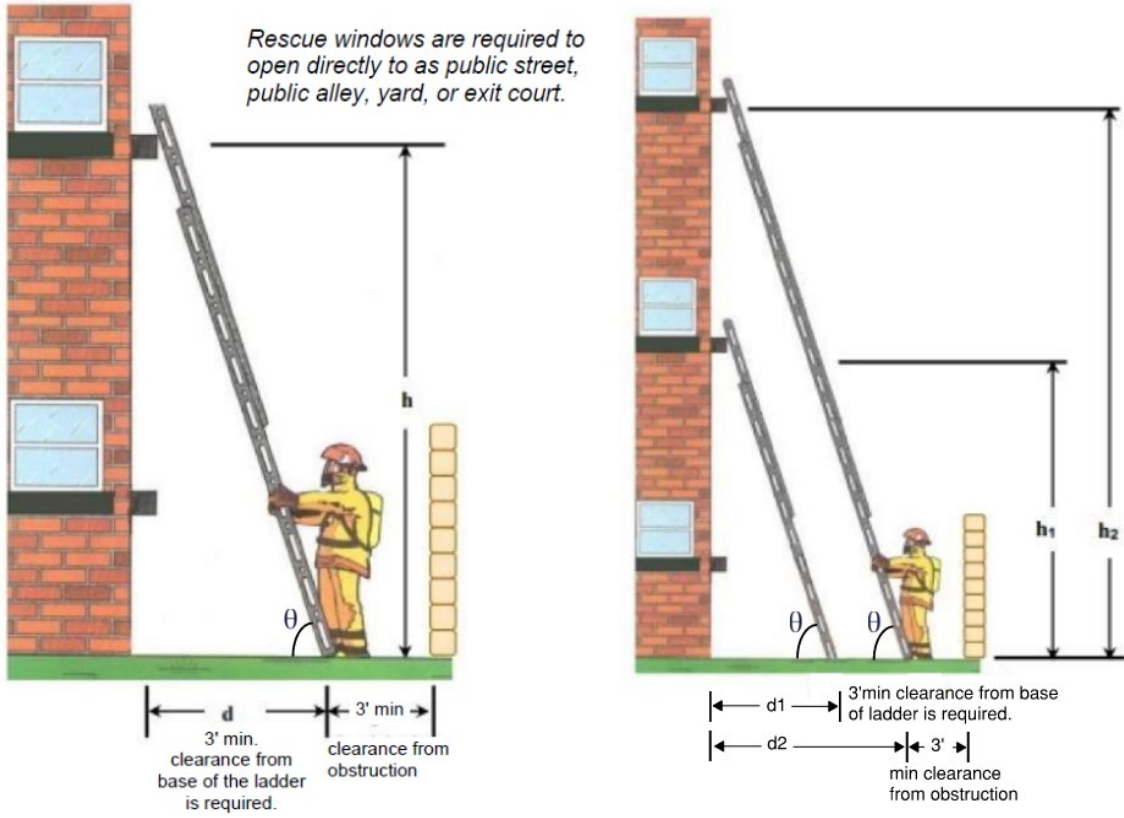 Rescue windows are required to
open directly to as public street,
public alley, yard, or exit court.
h
θ
d
3' min.
clearance from
base of the ladder
is required.
3' min
clearance from
obstruction
h₁
h₂
θ
θ
d1
3'min clearance from base
of ladder is required.
d2
3'
min clearance
from obstruction